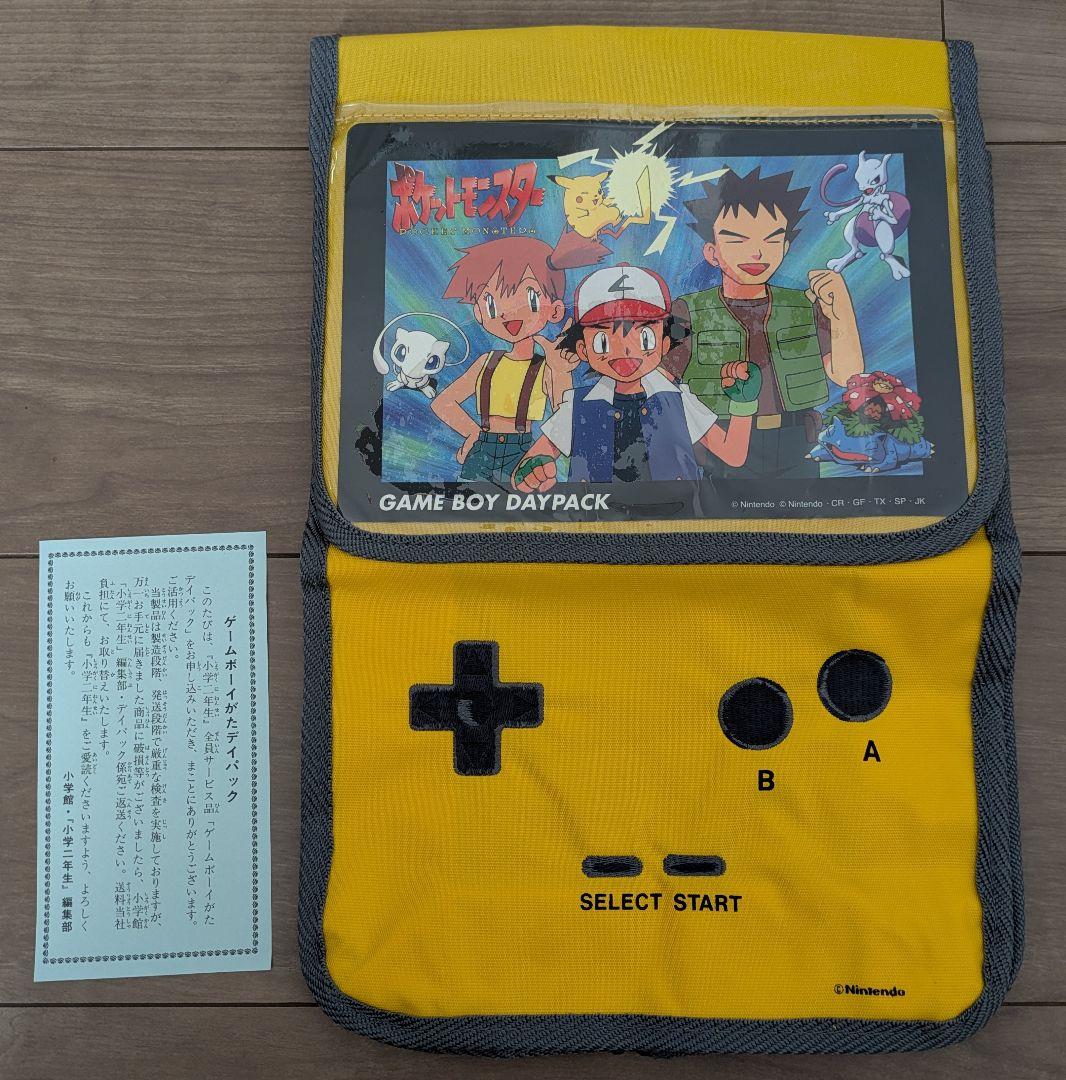 ポケットモンスター
POCKET MONSTERS
GAME BOY DAYPACK
© Nintendo © Nintendo・CR・GF・TX・SP・JK
B
A
SELECT START
©Nintendo
ゲームボーイがたデイパック
このたびは、『小学二年生』全員サービス品「ゲームボーイがた
デイパック」をお申し込みいただき、まことにありがとうございます。
ご活用ください。
当製品は製造段階、発送段階で厳重な検査を実施しておりますが、
万一お手元に届きました商品に破損等がございましたら、小学館
『小学二年生』編集部・デイパック係宛ご返送ください。送料当社
負担にて、お取り替えいたします。
これからも『小学二年生』をご愛読くださいますよう、よろしく
お願いいたします。
小学館・『小学二年生』編集部